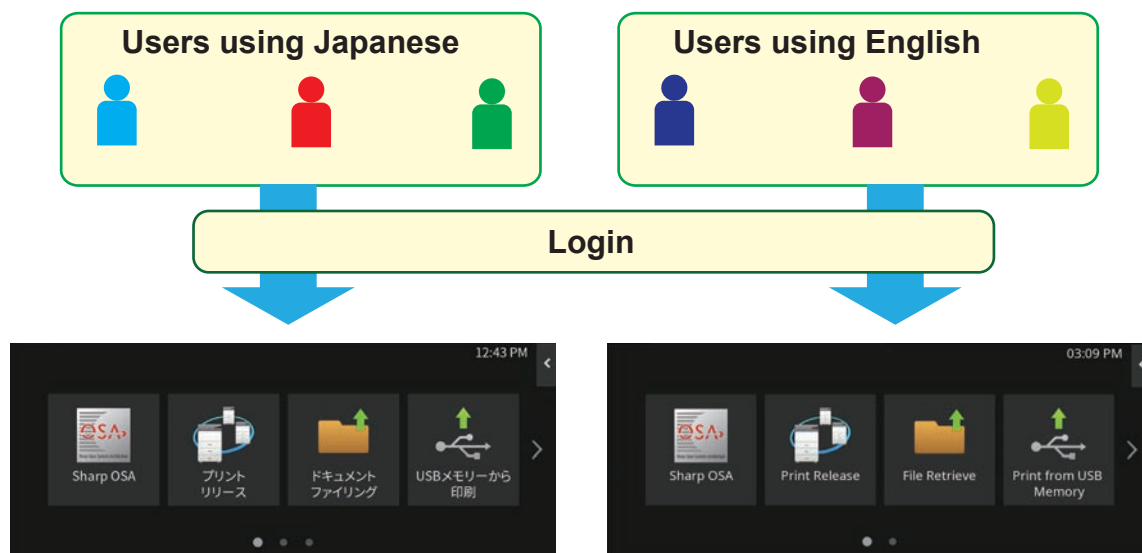 Users using Japanese
Users using English
Login
12:43 PM
OSA
Sharp OSA
プリント
リリース
ドキュメント
ファイリング
USBメモリーから
印刷
03:09 PM
OSA
Sharp OSA
Print Release
File Retrieve
Print from USB
Memory